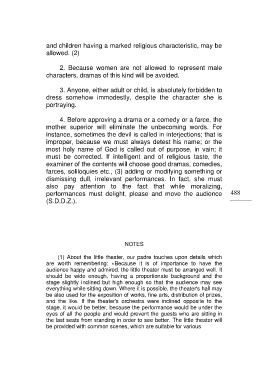 and children having a marked religious characteristic, may be
allowed. (2)
2. Because women are not allowed to represent male
characters, dramas of this kind will be avoided.
3. Anyone, either adult or child, is absolutely forbidden to
dress somehow immodestly, despite the character she is
portraying.
4. Before approving a drama or a comedy or a farce, the
mother superior will eliminate the unbecoming words. For
instance, sometimes the devil is called in interjections; that is
improper, because we must always detest his name; or the
most holy name of God is called out of purpose, in vain; it
must be corrected. If intelligent and of religious taste, the
examiner of the contents will choose good dramas, comedies,
farces, soliloquies etc., (3) adding or modifying something or
dismissing dull, irrelevant performances. In fact, she must
also pay attention to the fact that while moralizing,
performances must delight, please and move the audience
(S.D.D.Z.).
488
NOTES
(1) About the little theater, our padre touches upon details which
are worth remembering: «Because it is of importance to have the
audience happy and admired, the little theater must be arranged well. It
should be wide enough, having a proportionate background and the
stage slightly inclined but high enough so that the audience may see
everything while sitting down. Where it is possible, the theater's hall may
be also used for the exposition of works, fine arts, distribution of prizes,
and the like. If the theater's orchestra were inclined opposite to the
stage, it would be better, because the performance would be under the
eyes of all the people and would prevent the guests who are sitting in
the last seats from standing in order to see better. The little theater will
be provided with common scenes, which are suitable for various